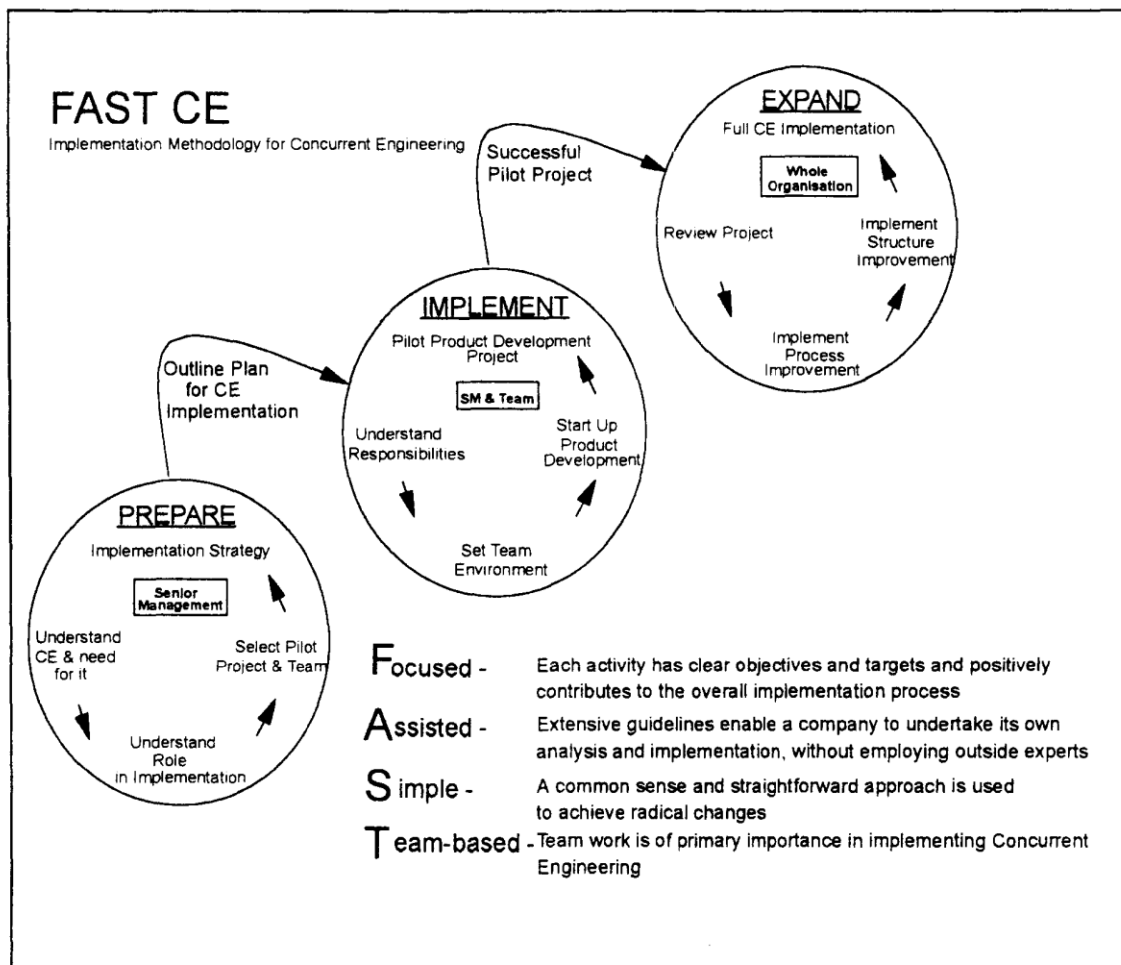 FAST CE
Implementation Methodology for Concurrent Engineering
EXPAND
Full CE Implementation
Whole
Organisation
Review Project
Implement
Structure
Improvement
Implement
Process
Improvement
Successful
Pilot Project
IMPLEMENT
Pilot Product Development
Project
SM & Team
Understand
Responsibilities
Start Up
Product
Development
Set Team
Environment
Outline Plan
for CE
Implementation
PREPARE
Implementation Strategy
Senior
Management
Understand
CE & need
for it
Select Pilot
Project & Team
Understand
Role
in Implementation
Focused - Each activity has clear objectives and targets and positively
contributes to the overall implementation process
Assisted - Extensive guidelines enable a company to undertake its own
analysis and implementation, without employing outside experts
Simple - A common sense and straightforward approach is used
to achieve radical changes
Team-based - Team work is of primary importance in implementing Concurrent
Engineering